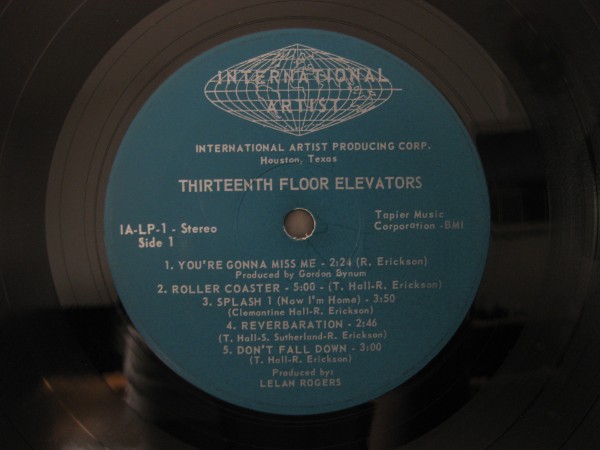 INTERNATIONAL
ARTIST
INTERNATIONAL ARTIST PRODUCING CORP.
Houston, Texas
THIRTEENTH FLOOR ELEVATORS
IA-LP-1 - Stereo
Side 1
Tapier Music
Corporation -BMI
1. YOU'RE GONNA MISS ME - 2:24 (R. Erickson)
Produced by Gordon Bynum
2. ROLLER COASTER - 5:00 - (T. Hall-R. Erickson)
3. SPLASH 1 (Now I'm Home) - 3:50
(Clementine Hall-R. Erickson)
4. REVERBARATION - 2:46
(T. Hall-S. Sutherland-R. Erickson)
5. DON'T FALL DOWN - 3:00
(T. Hall-R. Erickson)
Produced by:
LELAN ROGERS